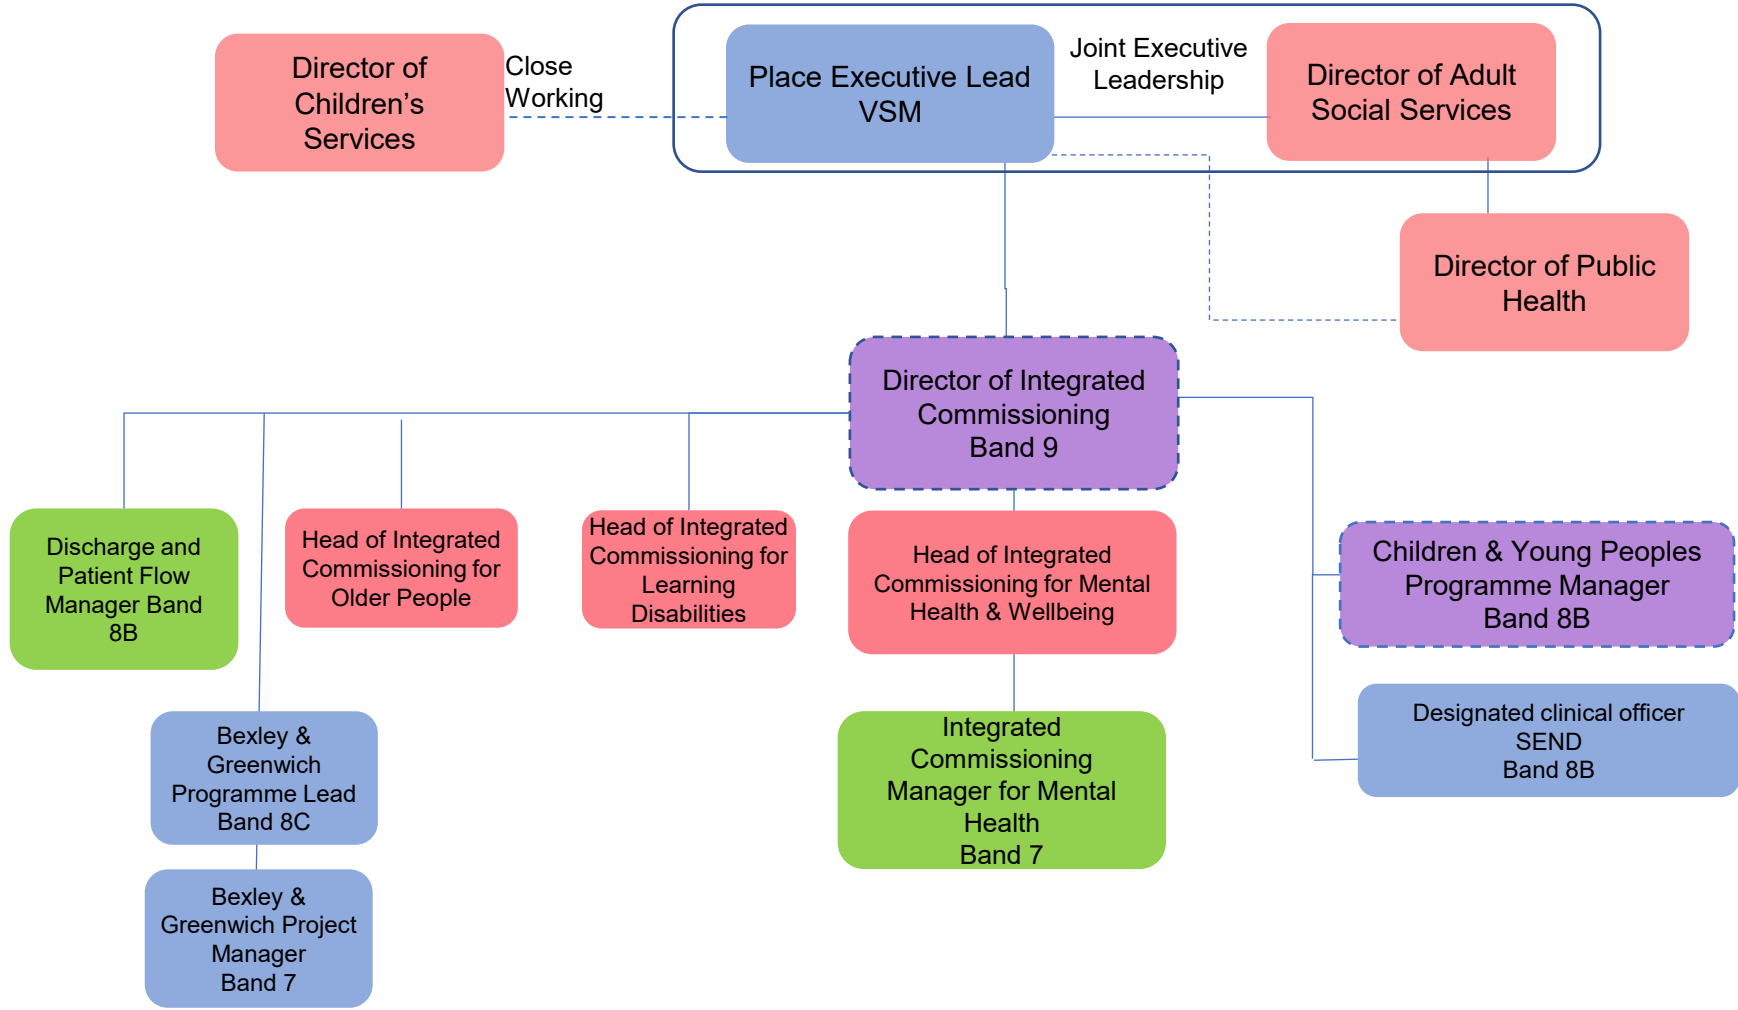 Director of
Children’s
Services
Close
Working
Place Executive Lead
VSM
Joint Executive
Leadership
Director of Adult
Social Services
Director of Public
Health
Director of Integrated
Commissioning
Band 9
Discharge and
Patient Flow
Manager Band
8B
Head of Integrated
Commissioning for
Older People
Head of Integrated
Commissioning for
Learning
Disabilities
Head of Integrated
Commissioning for Mental
Health & Wellbeing
Children & Young Peoples
Programme Manager
Band 8B
Designated clinical officer
SEND
Band 8B
Bexley &
Greenwich
Programme Lead
Band 8C
Integrated
Commissioning
Manager for Mental
Health
Band 7
Bexley &
Greenwich Project
Manager
Band 7